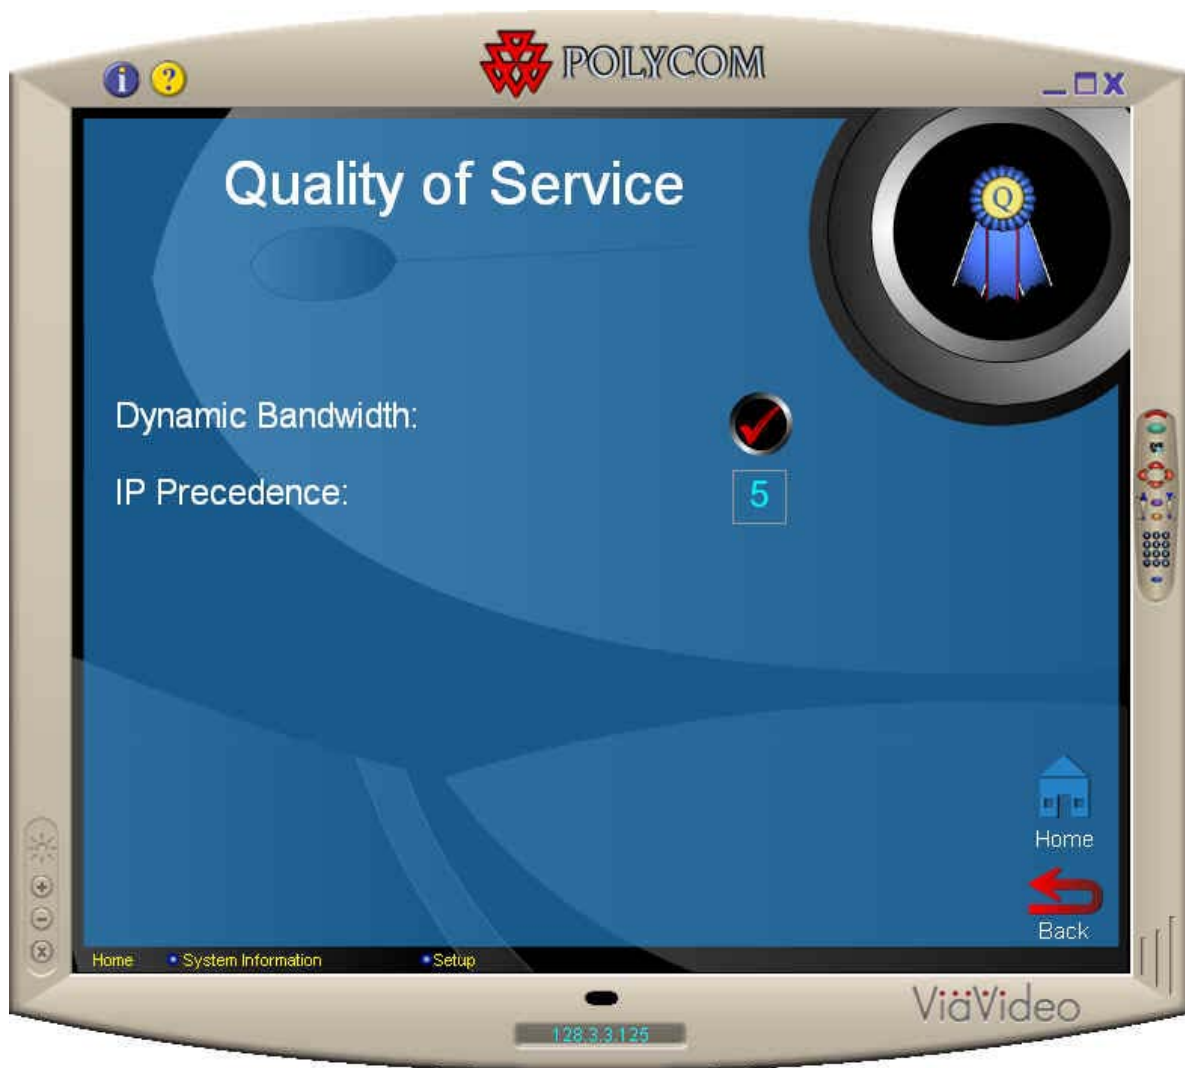 i ?
POLYCOM
Quality of Service
Q
Dynamic Bandwidth:
IP Precedence: 5
Home
Back
Home • System Information • Setup
ViaVideo
128.3.3.125